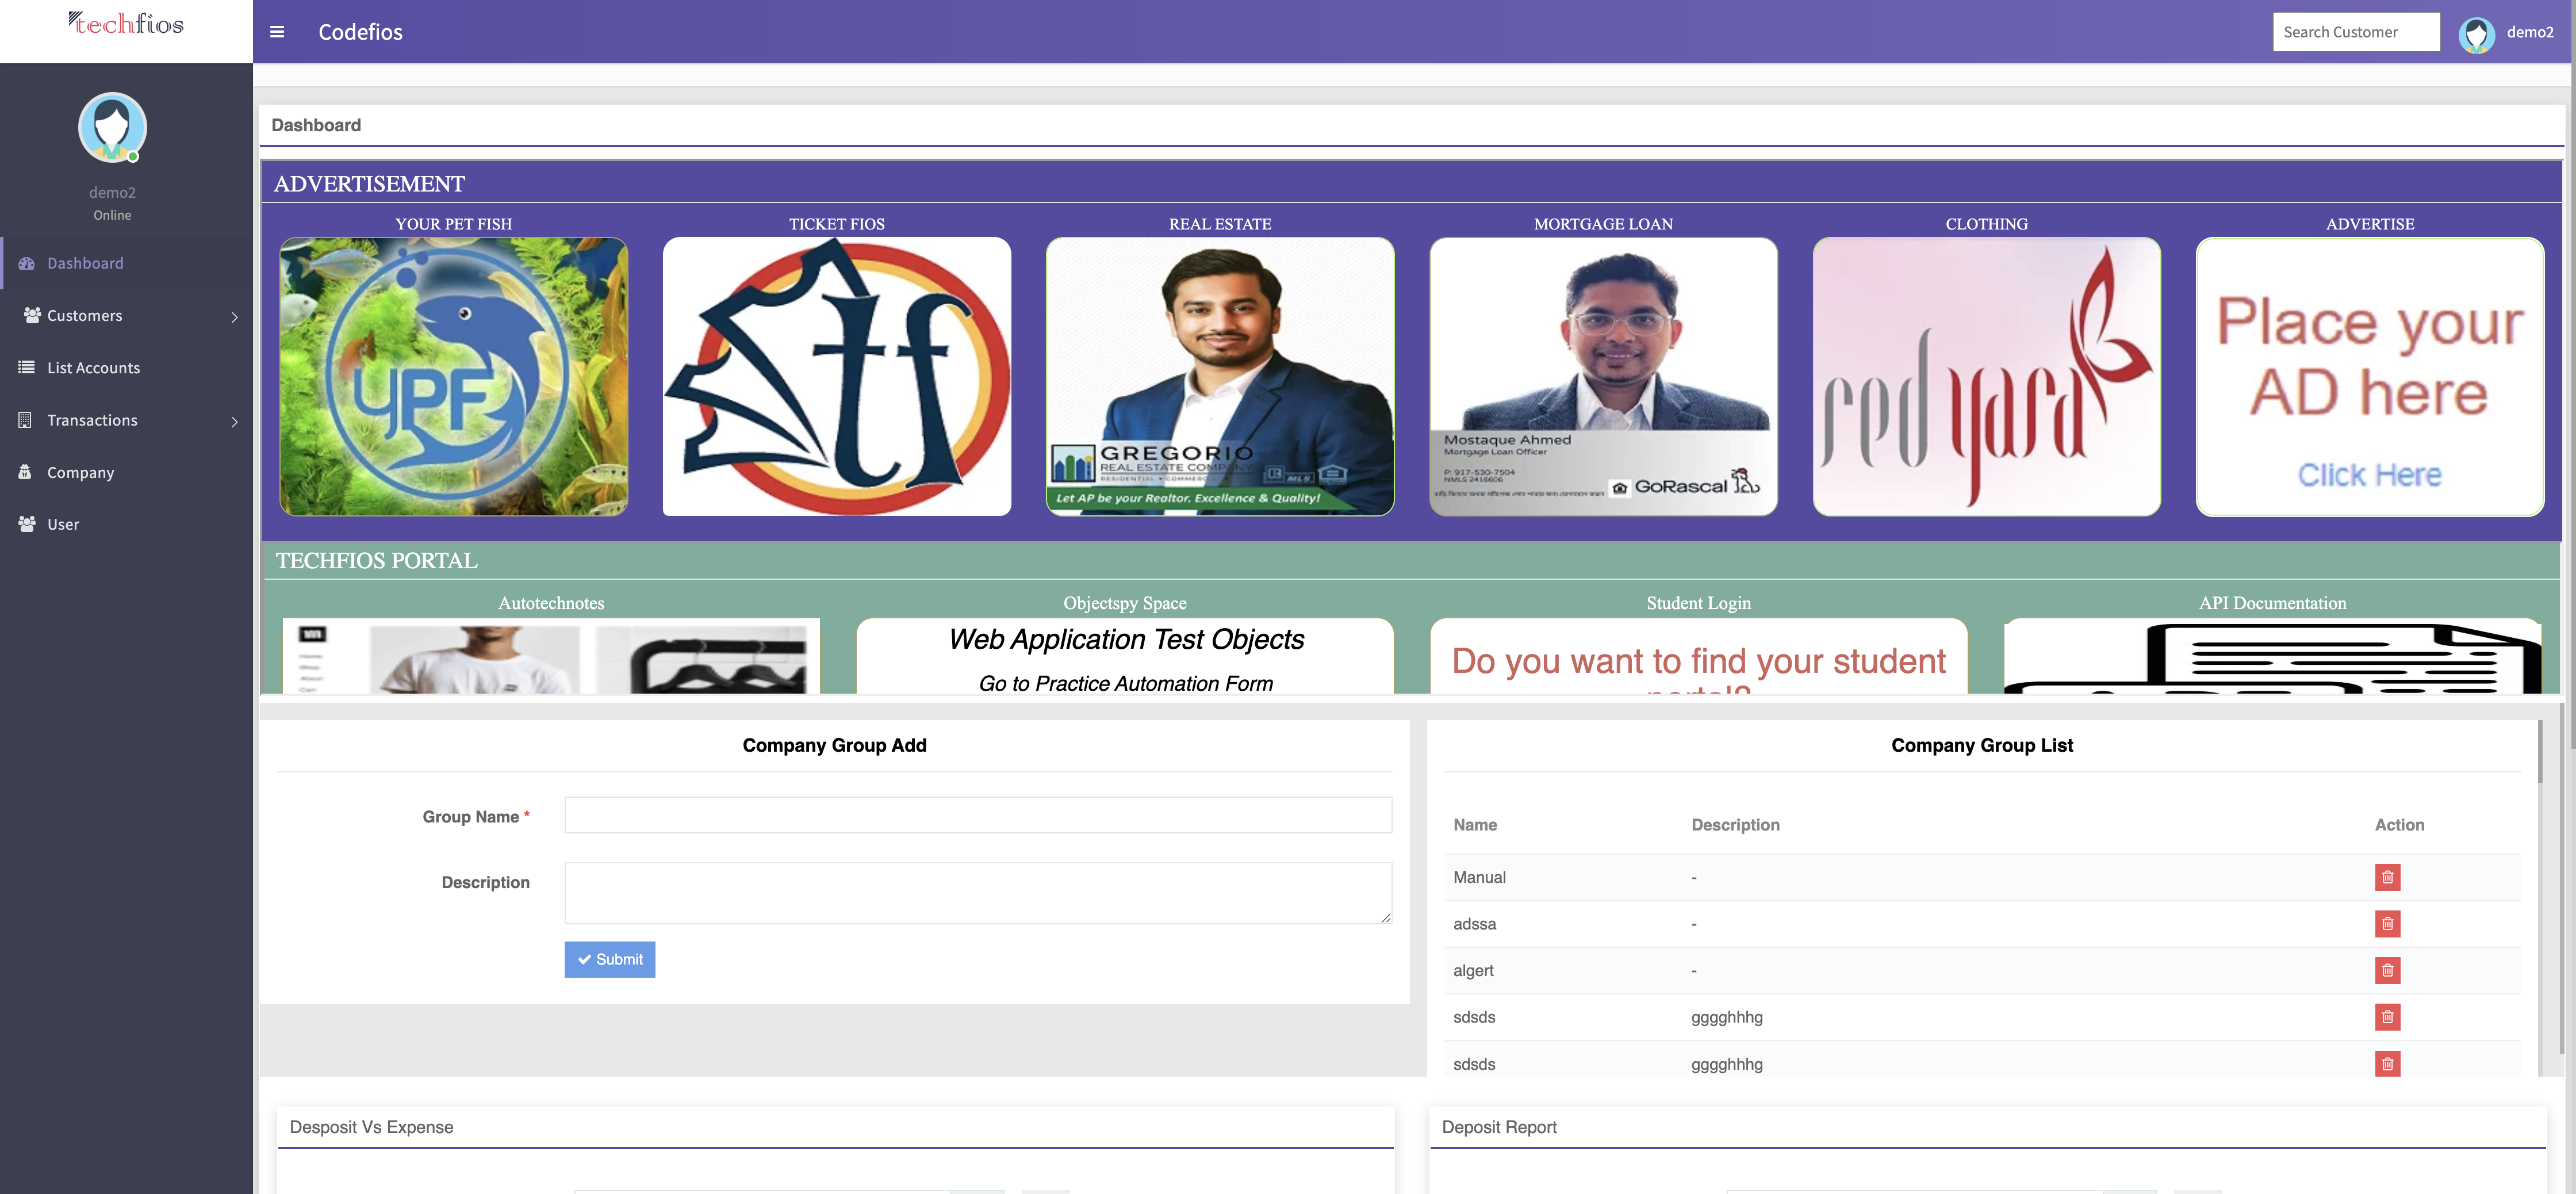 techfios
Codefios
Search Customer
demo2
demo2
Online
Dashboard
Customers
List Accounts
Transactions
Company
User
Dashboard
ADVERTISEMENT
YOUR PET FISH
TICKET FIOS
REAL ESTATE
MORTGAGE LOAN
CLOTHING
ADVERTISE
YPF
tf
GREGORIO
REAL ESTATE COMPANY
RESIDENTIAL • COMMERCIAL
R MLS
Let AP be your Realtor. Excellence & Quality!
Mostaque Ahmed
Mortgage Loan Officer
P: 917-530-7504
NMLS 2416606
GoRascal
red yard
Place your
AD here
Click Here
TECHFIOS PORTAL
Autotechnotes
Objectspy Space
Student Login
API Documentation
Web Application Test Objects
Go to Practice Automation Form
Do you want to find your student
portal?
Company Group Add
Group Name *
Description
Submit
Company Group List
Name Description Action
Manual -
adssa -
algert -
sdsds gggghhhg
sdsds gggghhhg
Desposit Vs Expense
Deposit Report